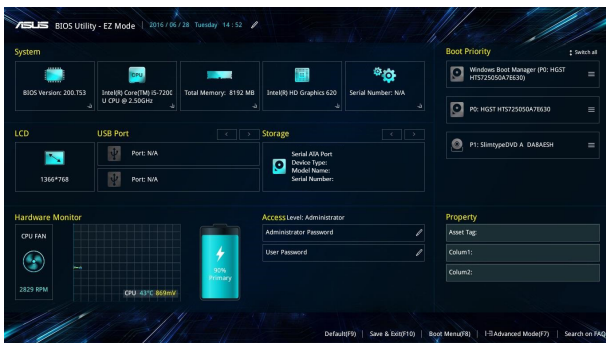 ASUS BIOS Utility - EZ Mode 2016 / 06 / 28 Tuesday 14 : 52
System
BIOS Version: 200.T53
CPU
Intel(R) Core(TM) i5-7200
U CPU @ 2.50GHz
Total Memory: 8192 MB
Intel(R) HD Graphics 620
Serial Number: N/A
Boot Priority
Switch all
Windows Boot Manager (P0: HGST
HTS725050A7E630)
P0: HGST HTS725050A7E630
P1: SlimtypeDVD A DA8AESH
LCD
1366*768
USB Port
Port: N/A
Port: N/A
Storage
Serial ATA Port
Device Type:
Model Name:
Serial Number:
Hardware Monitor
CPU FAN
2829 RPM
CPU 43°C 869mV
90%
Primary
Access Level: Administrator
Administrator Password
User Password
Property
Asset Tag:
Colum1:
Colum2:
Default(F9) | Save & Exit(F10) | Boot Menu(F8) | Advanced Mode(F7) | Search on FAQ